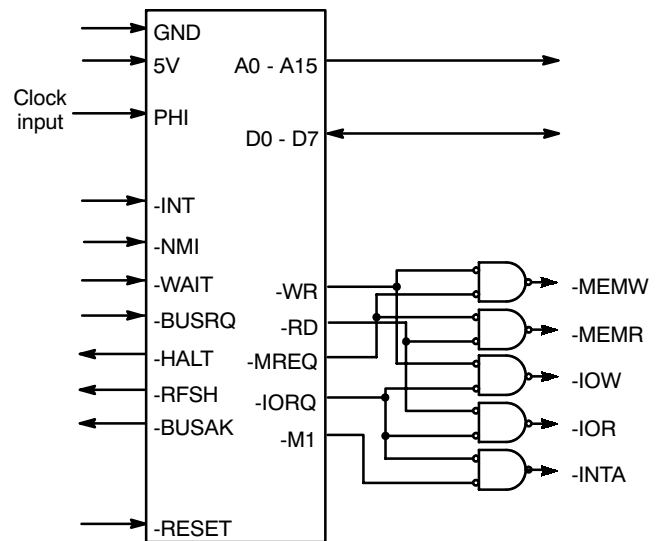 GND
5V
A0 - A15
Clock
input
PHI
D0 - D7
-INT
-NMI
-WAIT
-WR
-MEMW
-BUSRQ
-RD
-MEMR
-HALT
-MREQ
-IOW
-RFSH
-IORQ
-IOR
-BUSAK
-M1
-INTA
-RESET